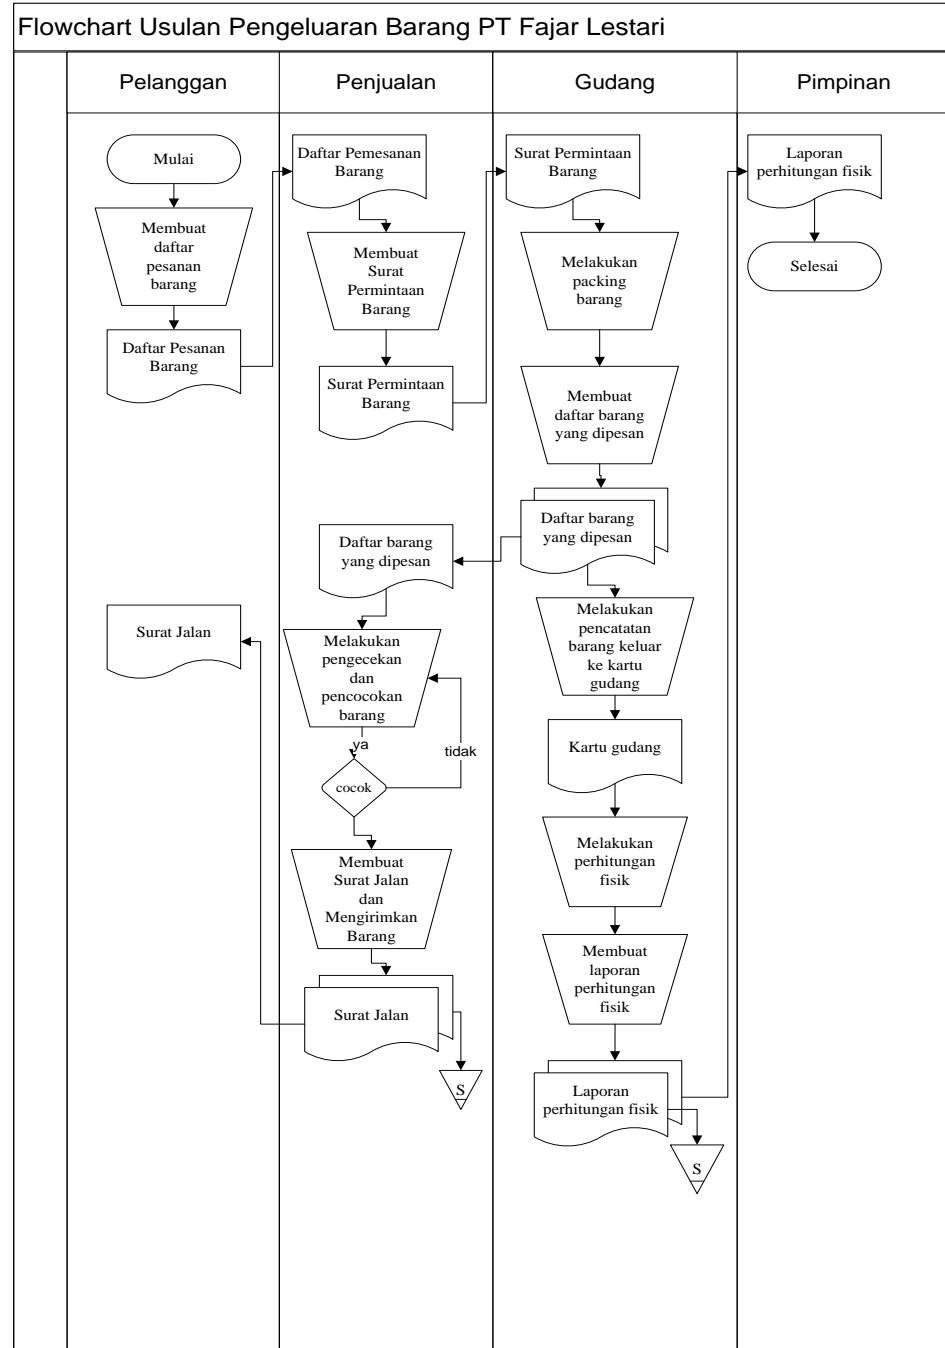 Flowchart Usulan Pengeluaran Barang PT Fajar Lestari
Pelanggan
Penjualan
Gudang
Pimpinan
Mulai
Membuat
daftar
pesanan
barang
Daftar Pesanan
Barang
Surat Jalan
Daftar Pemesanan
Barang
Membuat
Surat
Permintaan
Barang
Surat Permintaan
Barang
Daftar barang
yang dipesan
Melakukan
pengecekan
dan
pencocokan
barang
ya
tidak
cocok
Membuat
Surat Jalan
dan
Mengirimkan
Barang
Surat Jalan
S
Surat Permintaan
Barang
Melakukan
packing
barang
Membuat
daftar barang
yang dipesan
Daftar barang
yang dipesan
Melakukan
pencatatan
barang keluar
ke kartu
gudang
Kartu gudang
Melakukan
perhitungan
fisik
Membuat
laporan
perhitungan
fisik
Laporan
perhitungan fisik
S
Laporan
perhitungan fisik
Selesai